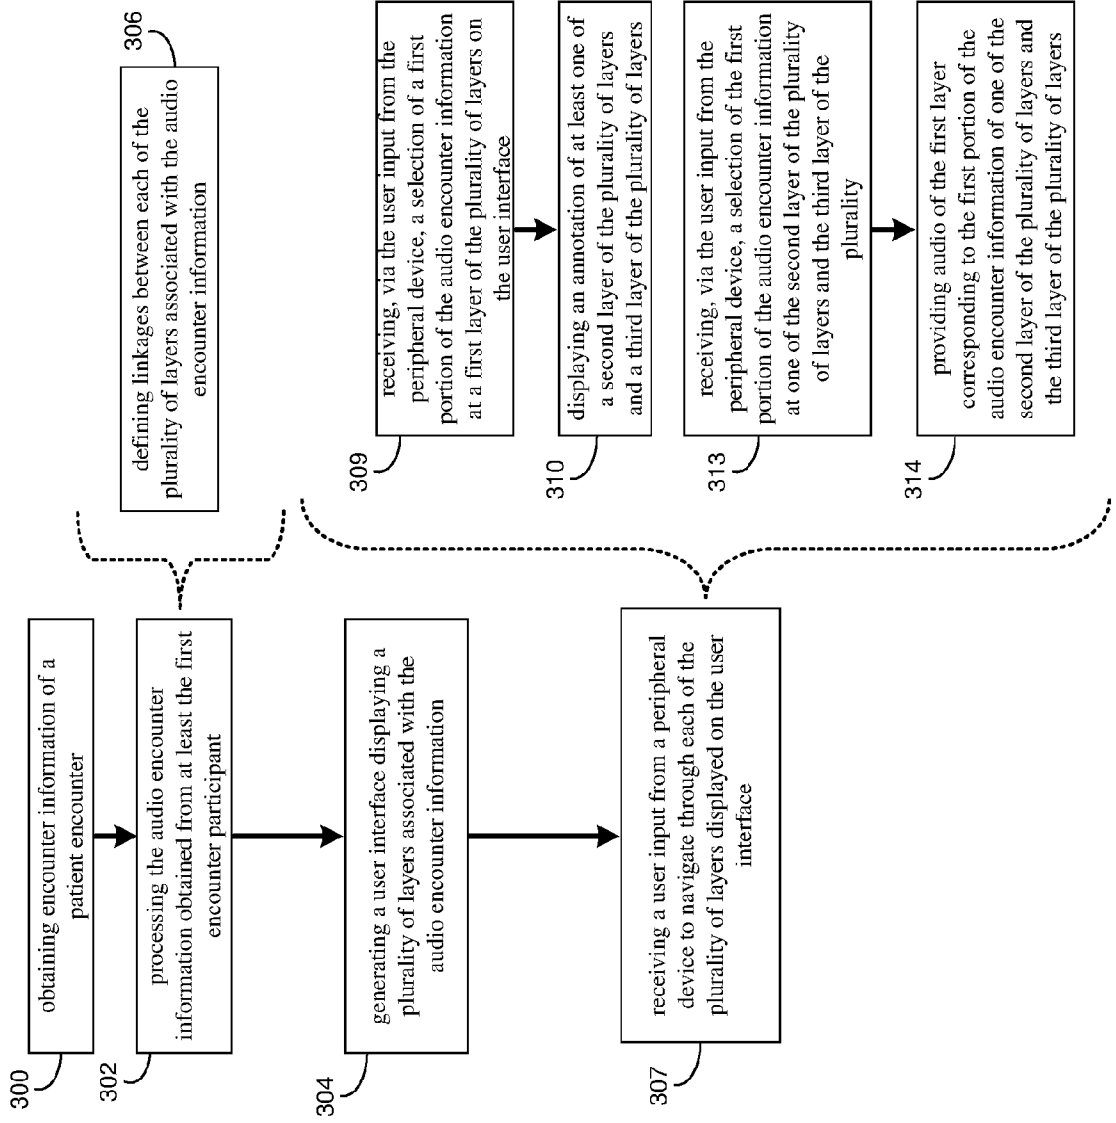 300
obtaining encounter information of a
patient encounter
302
processing the audio encounter
information obtained from at least the first
encounter participant
306
defining linkages between each of the
plurality of layers associated with the audio
encounter information
304
generating a user interface displaying a
plurality of layers associated with the
audio encounter information
307
receiving a user input from a peripheral
device to navigate through each of the
plurality of layers displayed on the user
interface
309
receiving, via the user input from the
peripheral device, a selection of a first
portion of the audio encounter information
at a first layer of the plurality of layers on
the user interface
310
displaying an annotation of at least one of
a second layer of the plurality of layers
and a third layer of the plurality of layers
313
receiving, via the user input from the
peripheral device, a selection of the first
portion of the audio encounter information
at one of the second layer of the plurality
of layers and the third layer of the
plurality
314
providing audio of the first layer
corresponding to the first portion of the
audio encounter information of one of the
second layer of the plurality of layers and
the third layer of the plurality of layers